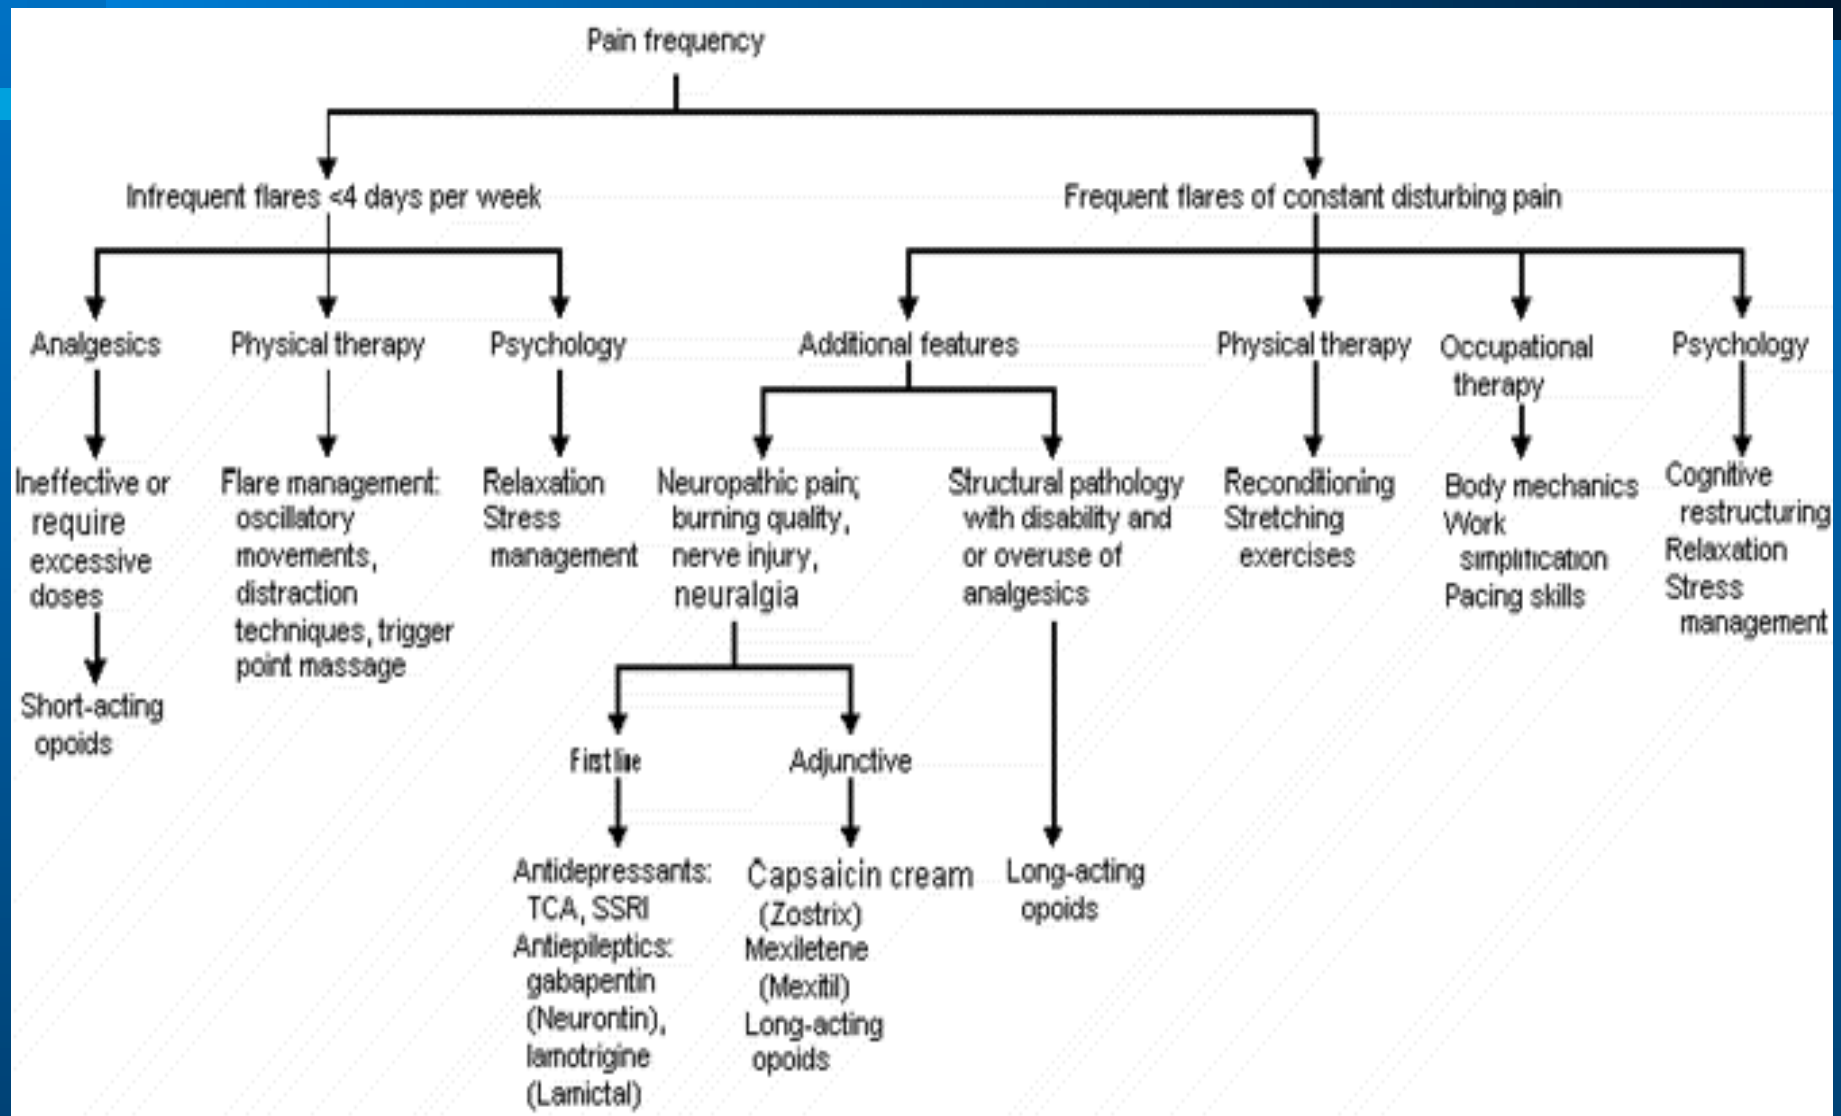 Pain frequency
Infrequent flares <4 days per week
Frequent flares of constant disturbing pain
Analgesics
Physical therapy
Psychology
Additional features
Physical therapy
Occupational
therapy
Psychology
Ineffective or
require
excessive
doses
Flare management:
oscillatory
movements,
distraction
techniques, trigger
point massage
Relaxation
Stress
management
Neuropathic pain;
burning quality,
nerve injury,
neuralgia
Structural pathology
with disability and
or overuse of
analgesics
Reconditioning
Stretching
exercises
Body mechanics
Work
simplification
Pacing skills
Cognitive
restructuring
Relaxation
Stress
management
Short-acting
opoids
First line
Adjunctive
Antidepressants:
TCA, SSRI
Antiepileptics:
gabapentin
(Neurontin),
lamotrigine
(Lamictal)
Capsaicin cream
(Zostrix)
Mexiletene
(Mexitil)
Long-acting
opoids
Long-acting
opoids